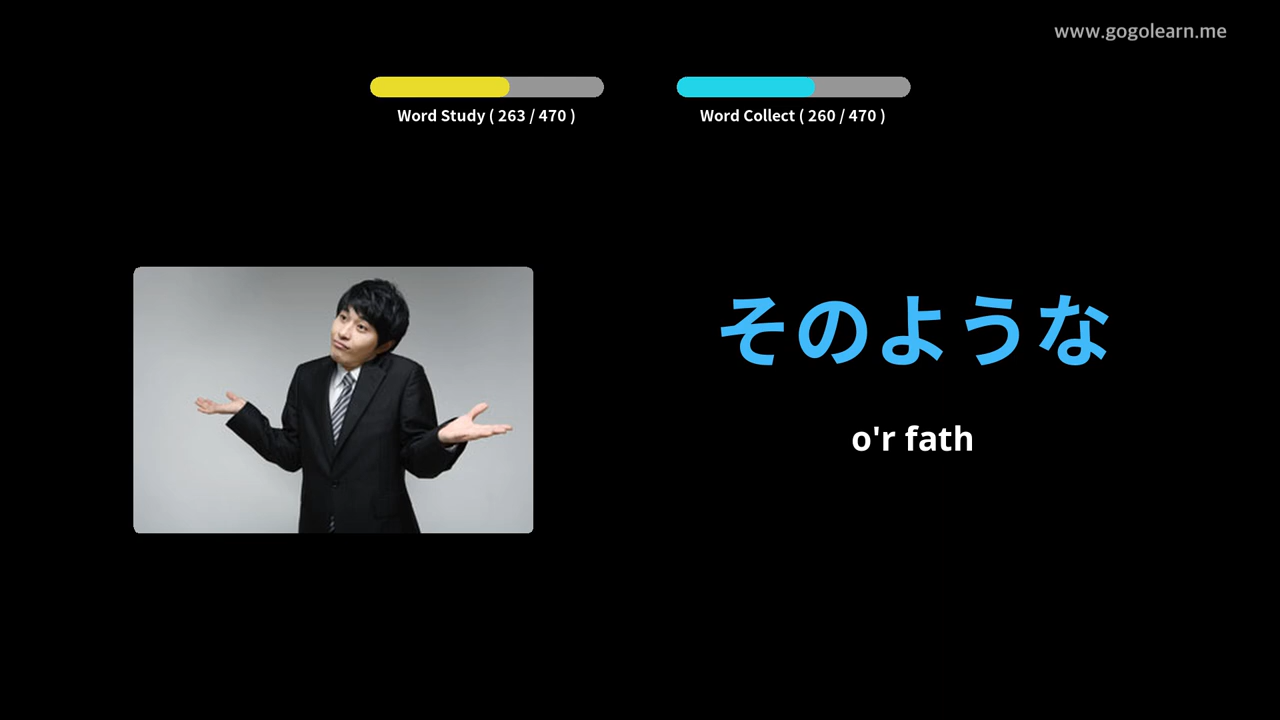 www.gogolearn.me
Word Study ( 263 / 470 )
Word Collect ( 260 / 470 )
そのような
o'r fath